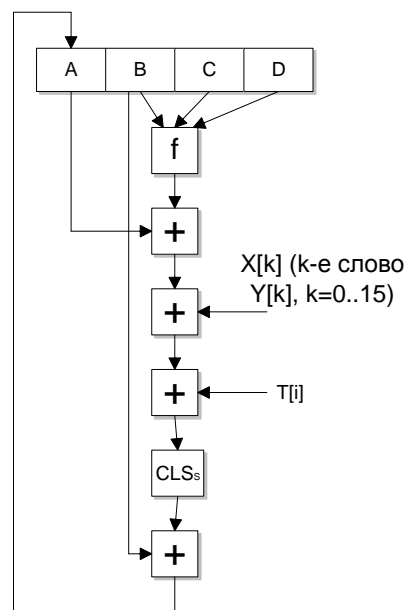 A B C D
f
+
+
X[k] (k-е слово
Y[k], k=0..15)
+
T[i]
CLSs
+